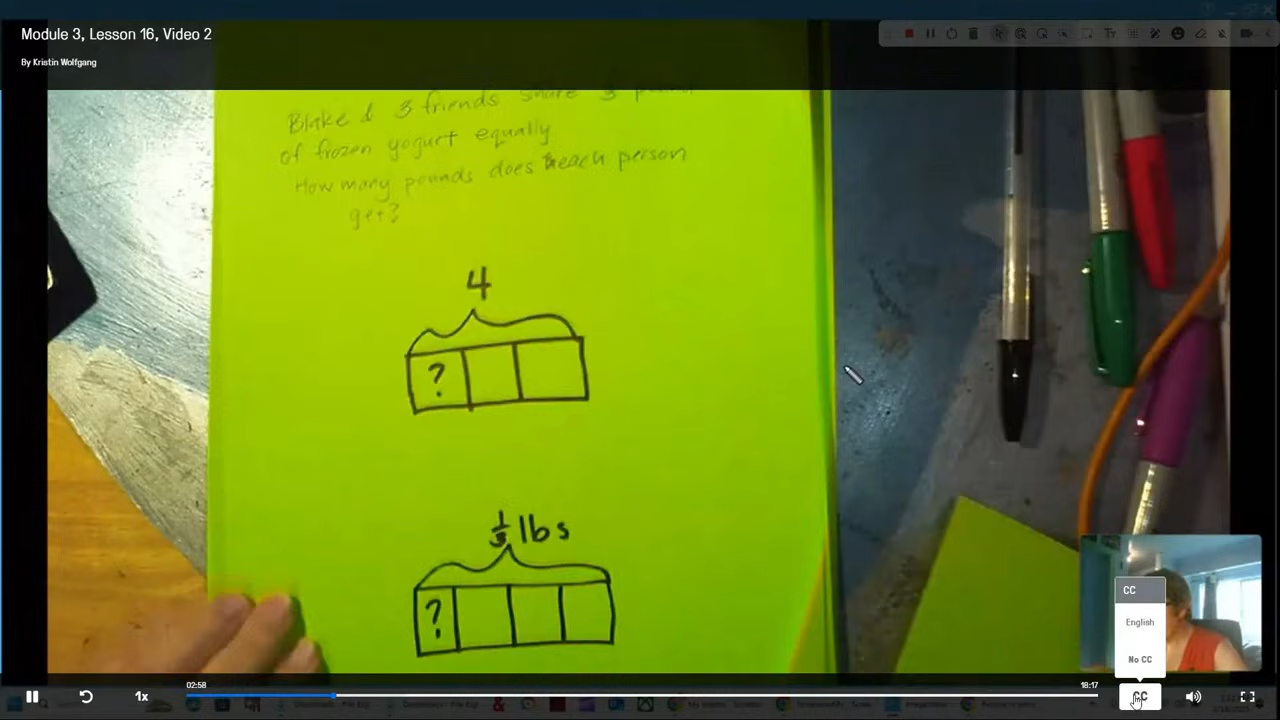 Module 3, Lesson 16, Video 2
By Kristin Wolfgang
Blake & 3 friends share
of frozen yogurt equally
How many pounds does each person
get?
4
?
lbs
?
CC
English
No CC
1x
02:58
18:17
CC